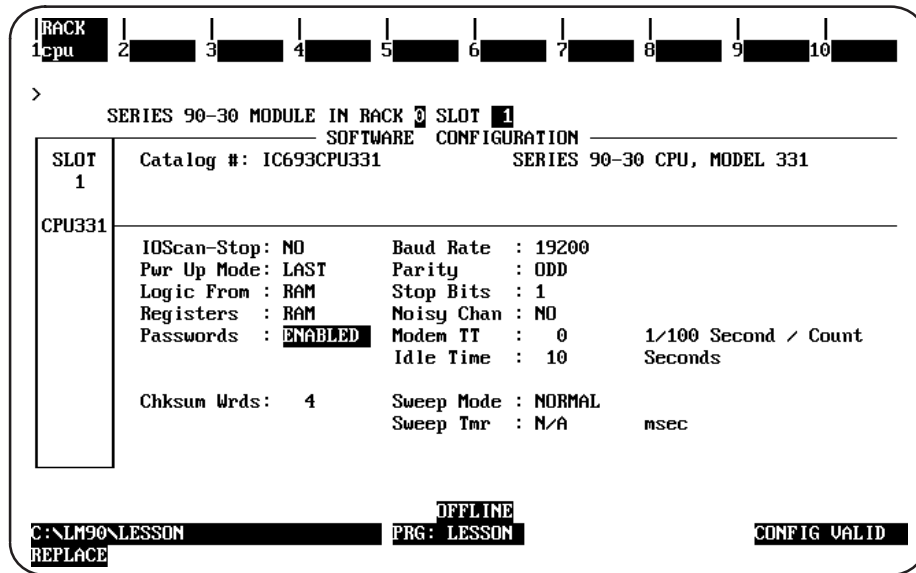 RACK
1cpu 2 3 4 5 6 7 8 9 10
>
SERIES 90-30 MODULE IN RACK 0 SLOT 1
SOFTWARE CONFIGURATION
SLOT Catalog #: IC693CPU331 SERIES 90-30 CPU, MODEL 331
1
CPU331
IOScan-Stop: NO Baud Rate : 19200
Pwr Up Mode: LAST Parity : ODD
Logic From : RAM Stop Bits : 1
Registers : RAM Noisy Chan : NO
Passwords : ENABLED Modem TT : 0 1/100 Second / Count
Idle Time : 10 Seconds
Chksum Wrds: 4 Sweep Mode : NORMAL
Sweep Tmr : N/A msec
OFFLINE
C:\LM90\LESSON PRG: LESSON CONFIG VALID
REPLACE